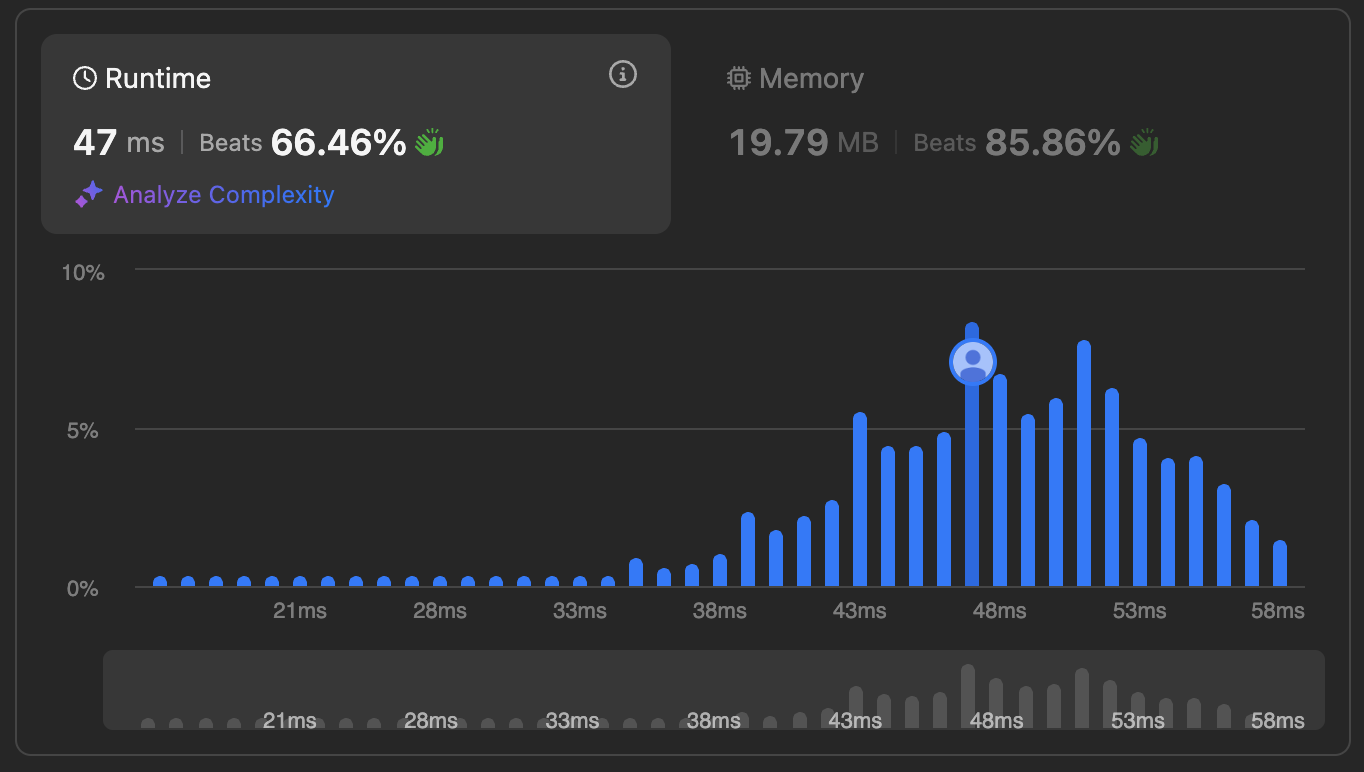 Runtime
Memory
47 ms | Beats 66.46%
19.79 MB | Beats 85.86%
Analyze Complexity
10%
5%
0%
21ms 28ms 33ms 38ms 43ms 48ms 53ms 58ms
21ms 28ms 33ms 38ms 43ms 48ms 53ms 58ms